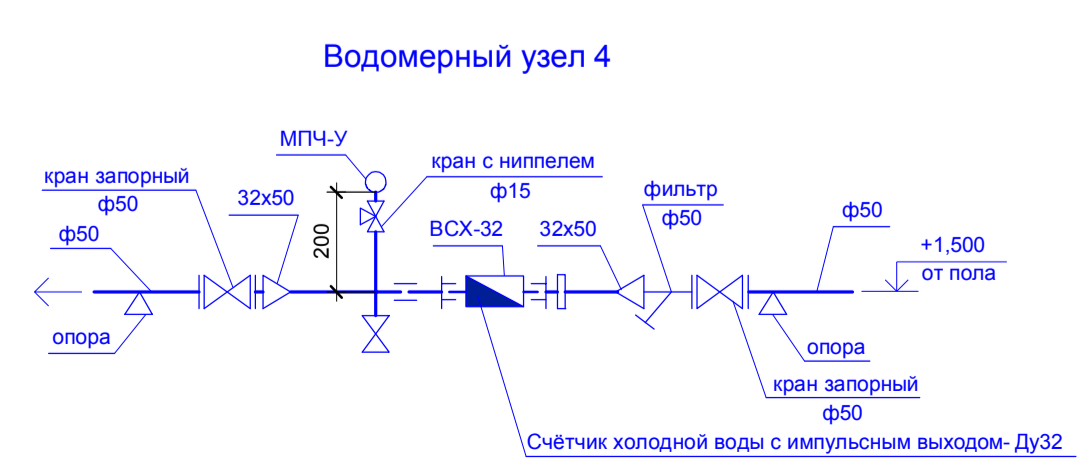 Водомерный узел 4
МПЧ-У
кран с ниппелем
ф15
кран запорный
ф50
32х50
ф50
200
ВСХ-32
32х50
фильтр
ф50
ф50
+1,500
от пола
опора
опора
кран запорный
ф50
Счётчик холодной воды с импульсным выходом- Ду32